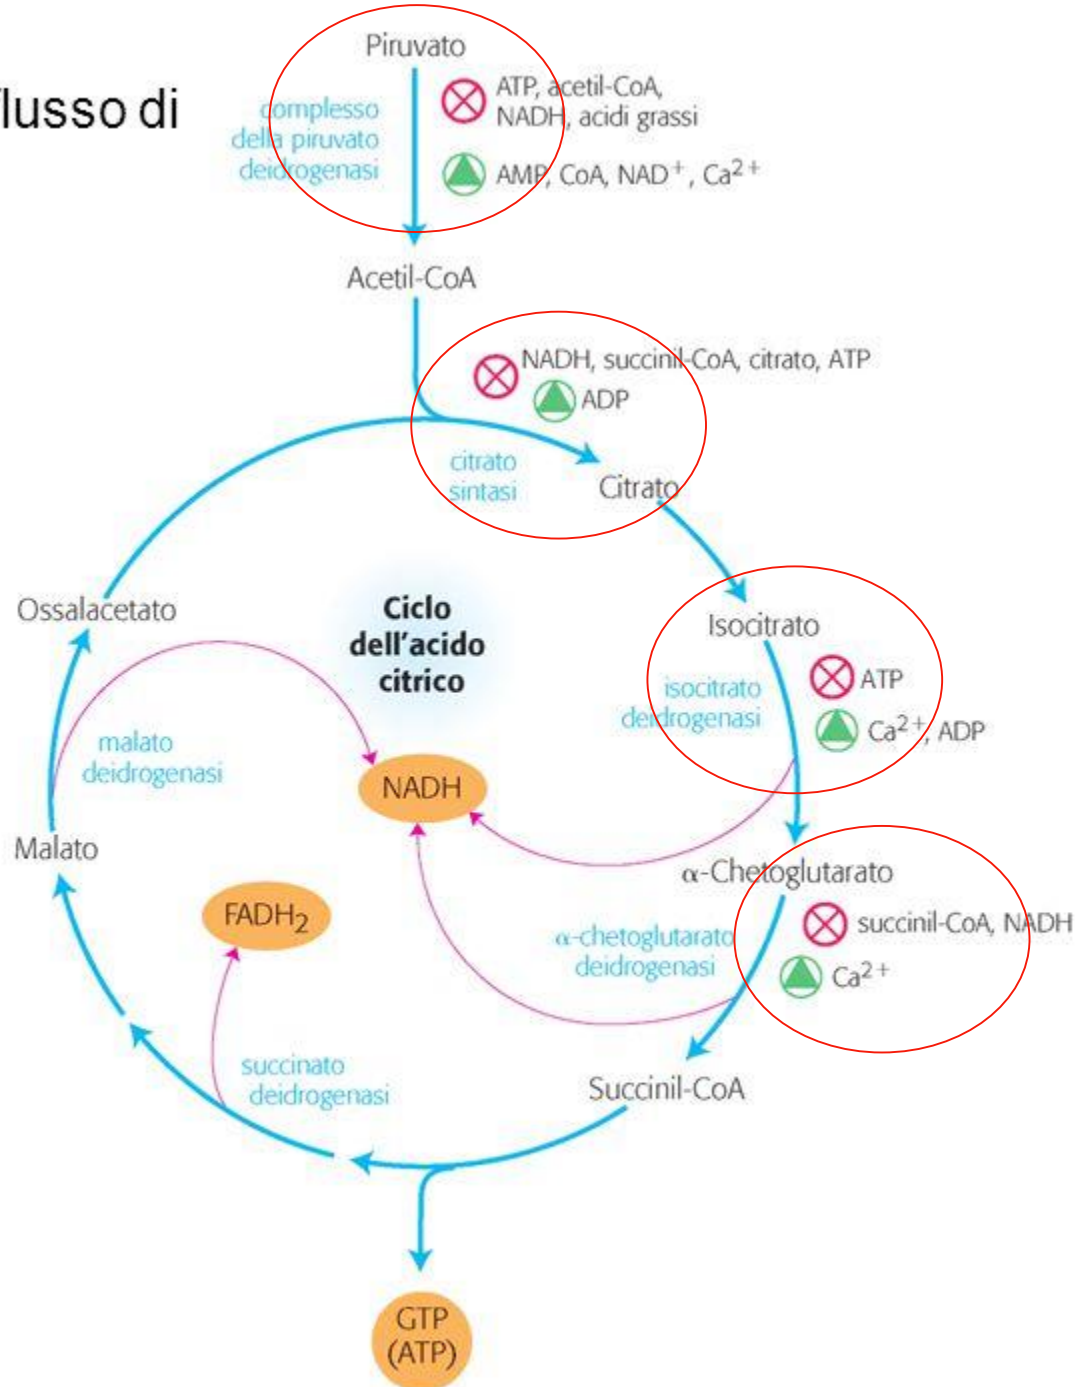 Piruvato
lusso di
complesso
della piruvato
deidrogenasi
ATP, acetil-CoA,
NADH, acidi grassi
AMP, CoA, NAD⁺, Ca²⁺
Acetil-CoA
NADH, succinil-CoA, citrato, ATP
ADP
citrato
sintasi
Citrato
Ossalacetato
Ciclo
dell'acido
citrico
Isocitrato
isocitrato
deidrogenasi
ATP
Ca²⁺, ADP
malato
deidrogenasi
NADH
Malato
α-Chetoglutarato
FADH₂
α-chetoglutarato
deidrogenasi
succinil-CoA, NADH
Ca²⁺
succinato
deidrogenasi
Succinil-CoA
GTP
(ATP)